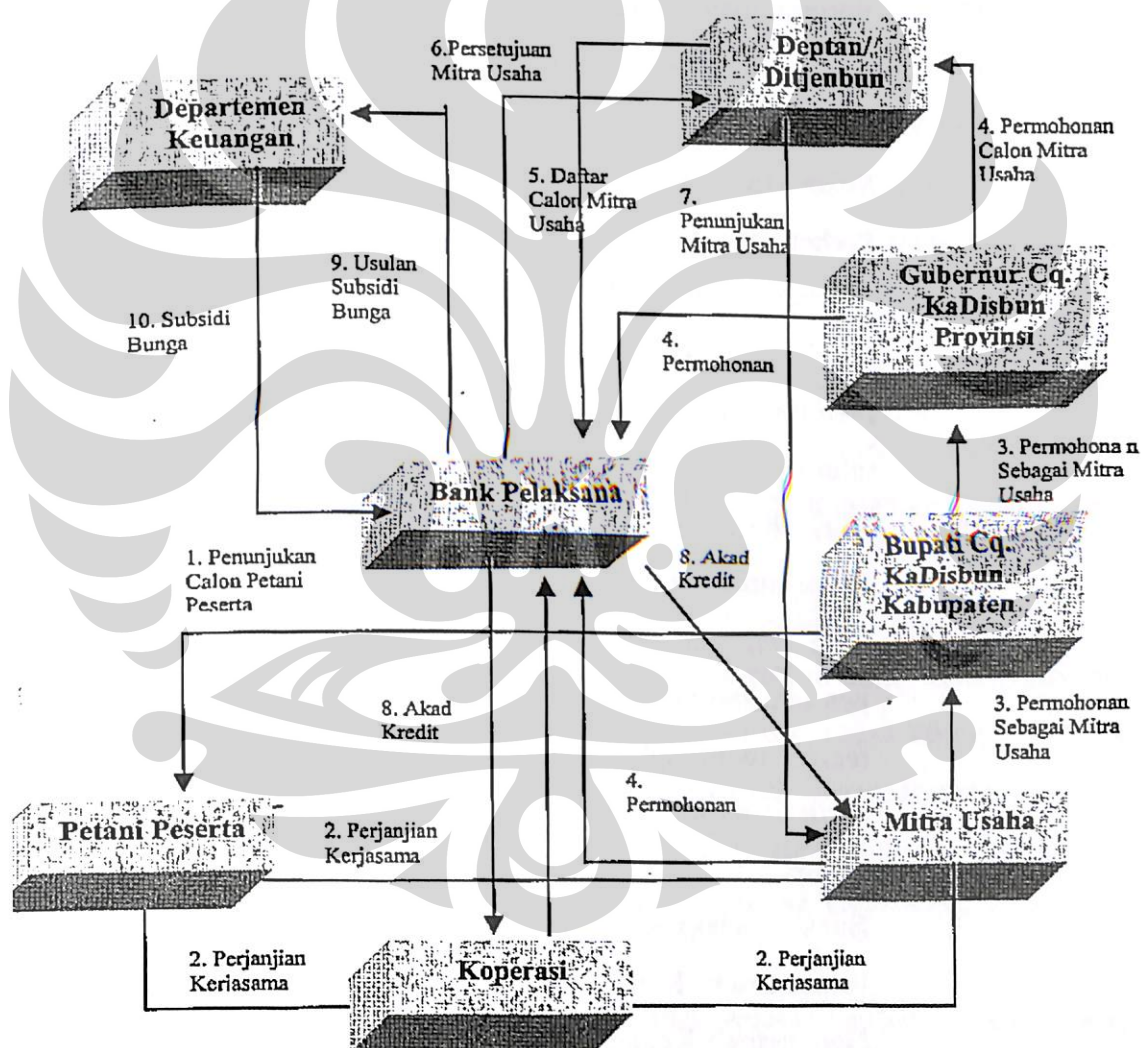 6.Persetujuan
Mitra Usaha
Deptan/
Ditjenbun
Departemen
Keuangan
4. Permohonan
Calon Mitra
Usaha
5. Daftar
Calon Mitra
Usaha
7.
Penunjukan
Mitra Usaha
9. Usulan
Subsidi
Bunga
10. Subsidi
Bunga
Gubernur Cq.
KaDisbun
Provinsi
4.
Permohonan
3. Permohona n
Sebagai Mitra
Usaha
Bank Pelaksana
1. Penunjukan
Calon Petani
Peserta
8. Akad
Kredit
Bupati Cq.
KaDisbun
Kabupaten
8. Akad
Kredit
3. Permohonan
Sebagai Mitra
Usaha
4.
Permohonan
Petani Peserta
2. Perjanjian
Kerjasama
Mitra Usaha
2. Perjanjian
Kerjasama
Koperasi
2. Perjanjian
Kerjasama